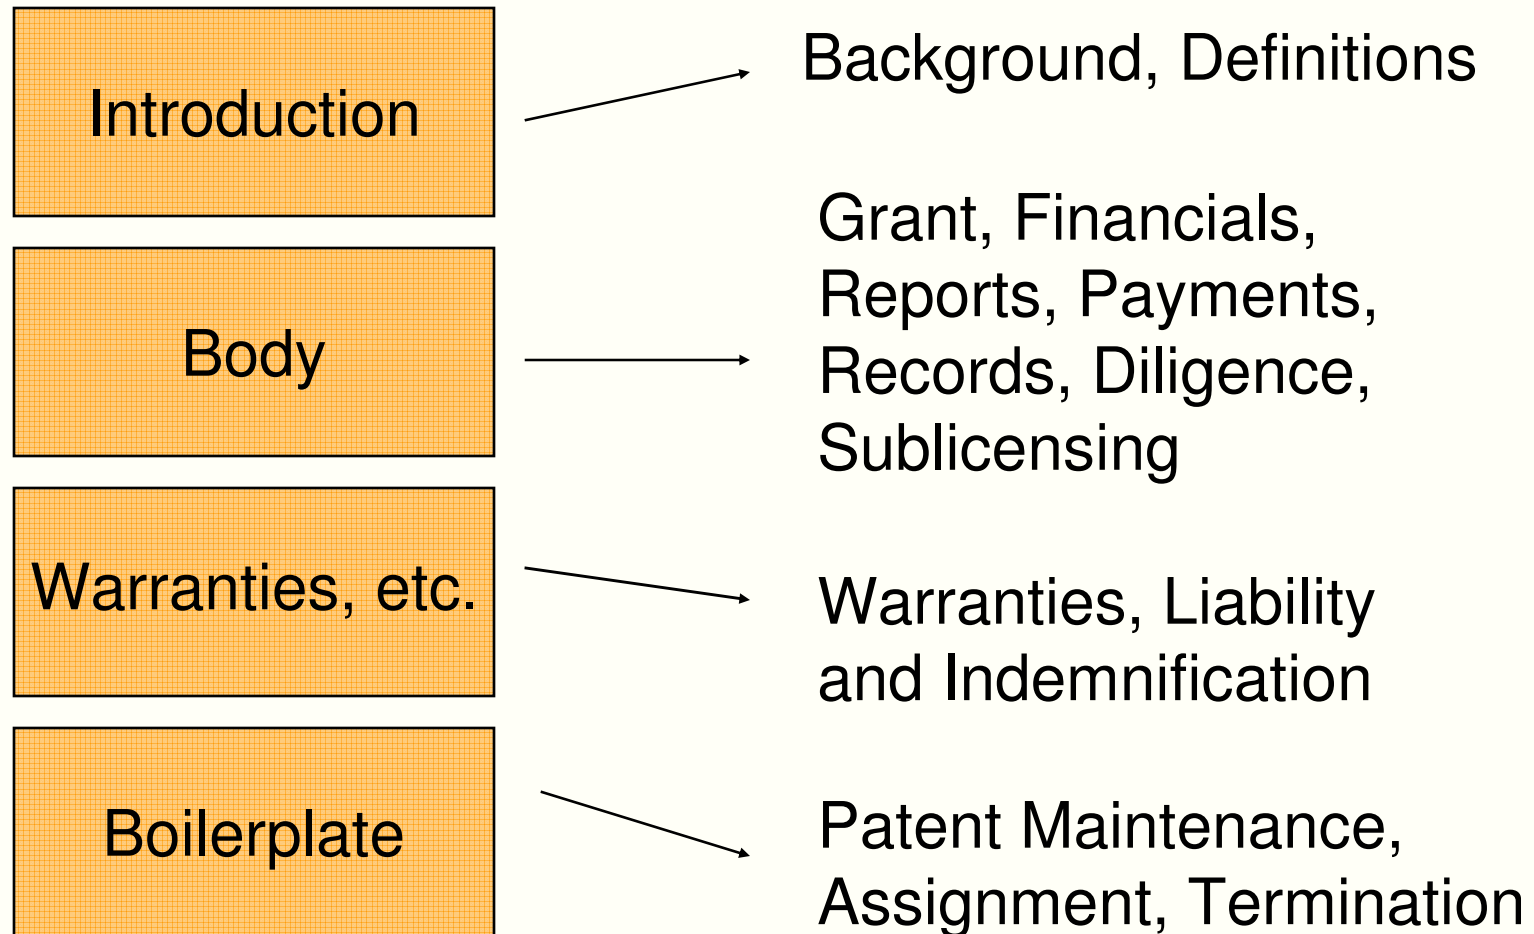 Introduction
Background, Definitions
Body
Grant, Financials,
Reports, Payments,
Records, Diligence,
Sublicensing
Warranties, etc.
Warranties, Liability
and Indemnification
Boilerplate
Patent Maintenance,
Assignment, Termination